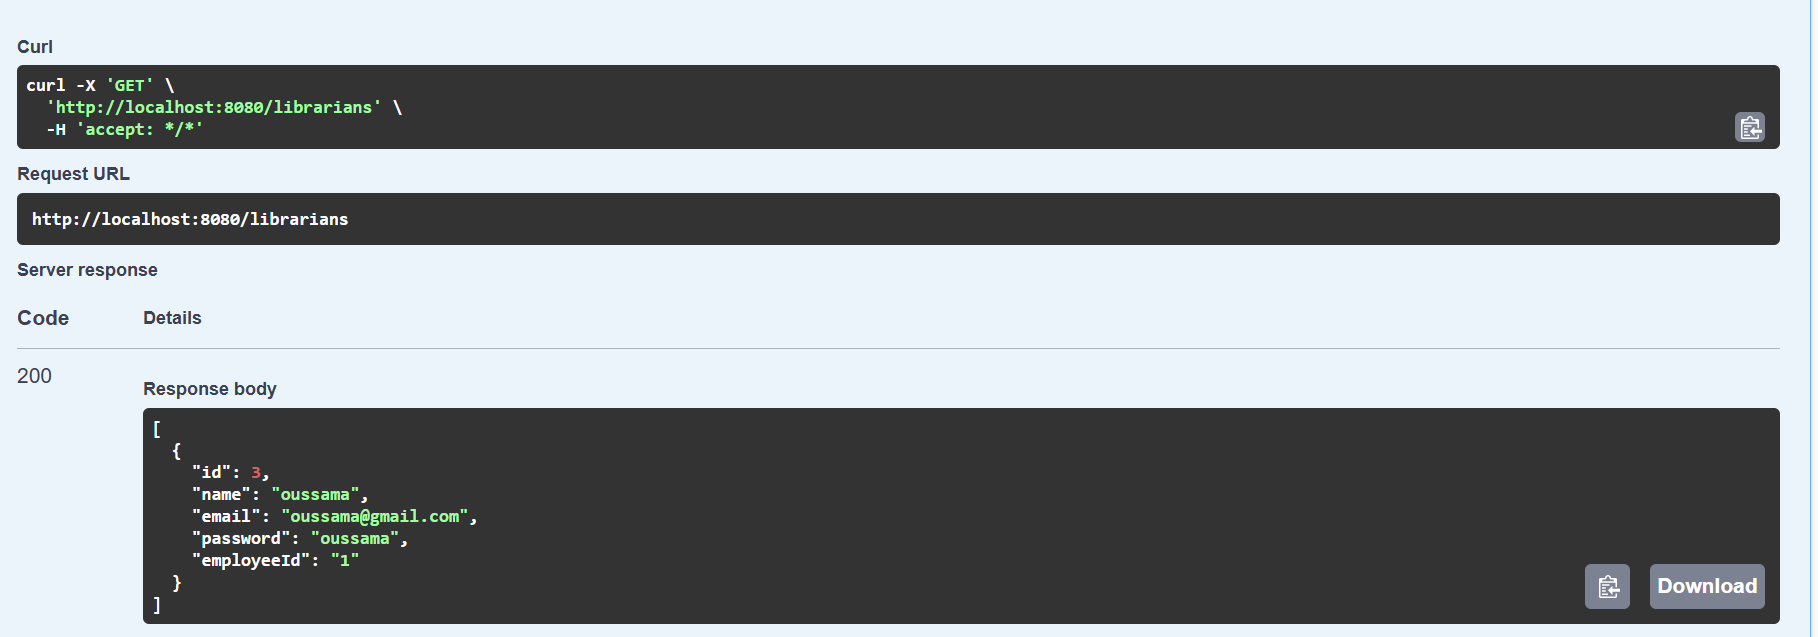 Curl
curl -X 'GET' \
  'http://localhost:8080/librarians' \
  -H 'accept: */*'
Request URL
http://localhost:8080/librarians
Server response
Code Details
200
Response body
[
  {
    "id": 3,
    "name": "oussama",
    "email": "oussama@gmail.com",
    "password": "oussama",
    "employeeId": "1"
  }
]
Download